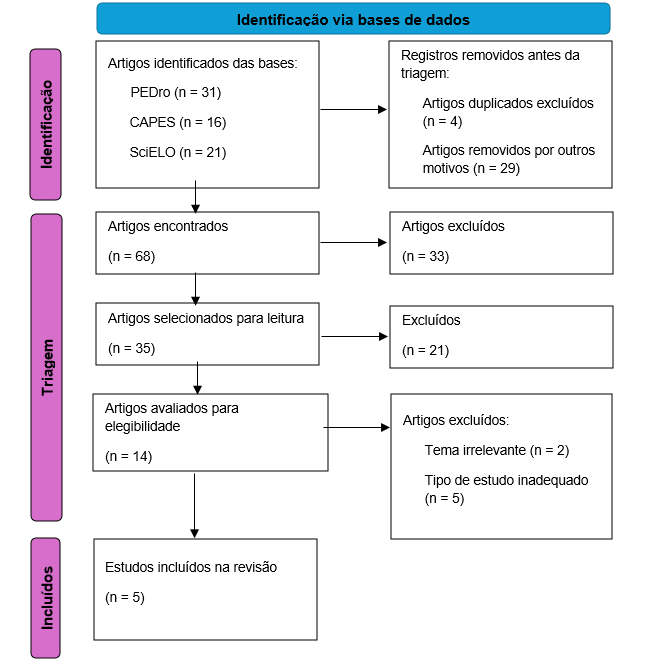 Identificação via bases de dados
Identificação
Artigos identificados das bases:
PEDro (n = 31)
CAPES (n = 16)
SciELO (n = 21)
Registros removidos antes da
triagem:
Artigos duplicados excluídos
(n = 4)
Artigos removidos por outros
motivos (n = 29)
Triagem
Artigos encontrados
(n = 68)
Artigos excluídos
(n = 33)
Artigos selecionados para leitura
(n = 35)
Excluídos
(n = 21)
Artigos avaliados para
elegibilidade
(n = 14)
Artigos excluídos:
Tema irrelevante (n = 2)
Tipo de estudo inadequado
(n = 5)
Incluídos
Estudos incluídos na revisão
(n = 5)